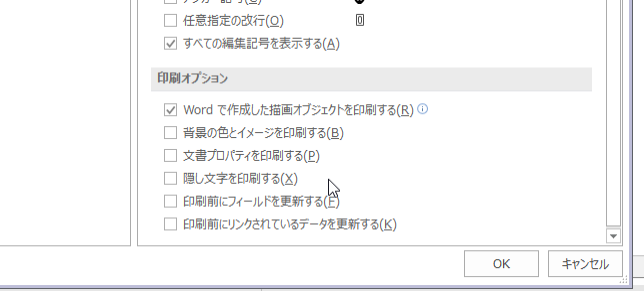 任意指定の改行(O)
すべての編集記号を表示する(A)
印刷オプション
Word で作成した描画オブジェクトを印刷する(R)
背景の色とイメージを印刷する(B)
文書プロパティを印刷する(P)
隠し文字を印刷する(X)
印刷前にフィールドを更新する(F)
印刷前にリンクされているデータを更新する(K)
OK キャンセル